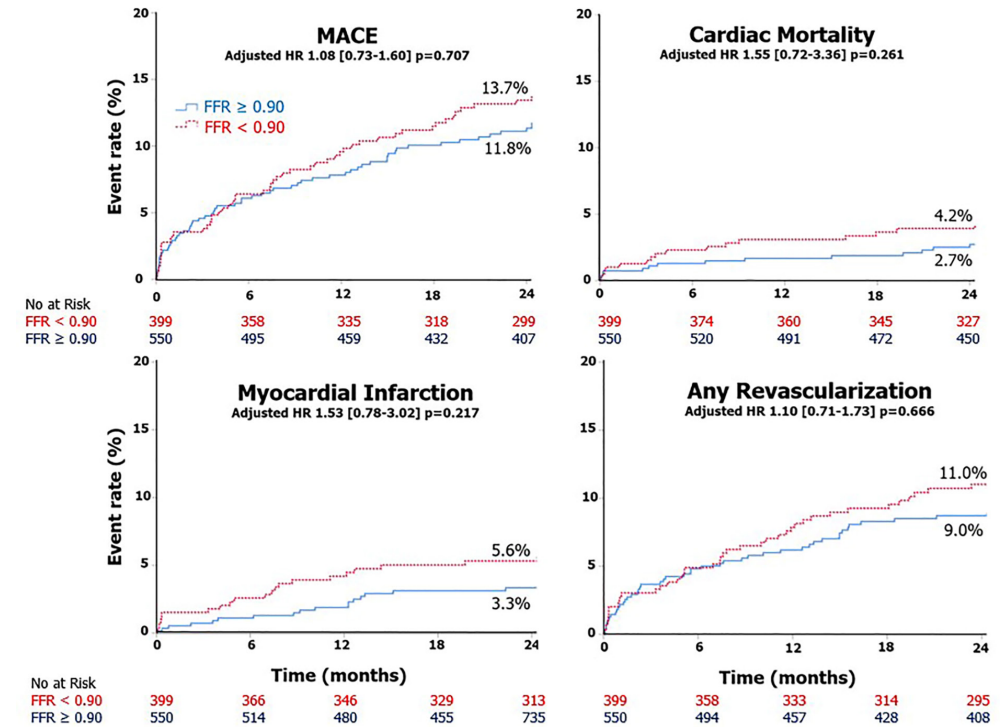 MACE
Adjusted HR 1.08 [0.73-1.60] p=0.707
Event rate (%)
20
15
10
5
0
FFR ≥ 0.90
FFR < 0.90
13.7%
11.8%
0 6 12 18 24
No at Risk
FFR < 0.90 399 358 335 318 299
FFR ≥ 0.90 550 495 459 432 407
Cardiac Mortality
Adjusted HR 1.55 [0.72-3.36] p=0.261
20
15
10
5
0
4.2%
2.7%
0 6 12 18 24
399 374 360 345 327
550 520 491 472 450
Myocardial Infarction
Adjusted HR 1.53 [0.78-3.02] p=0.217
Event rate (%)
20
15
10
5
0
5.6%
3.3%
0 6 12 18 24
Time (months)
No at Risk
FFR < 0.90 399 366 346 329 313
FFR ≥ 0.90 550 514 480 455 735
Any Revascularization
Adjusted HR 1.10 [0.71-1.73] p=0.666
20
15
10
5
0
11.0%
9.0%
0 6 12 18 24
Time (months)
399 358 333 314 295
550 494 457 428 408